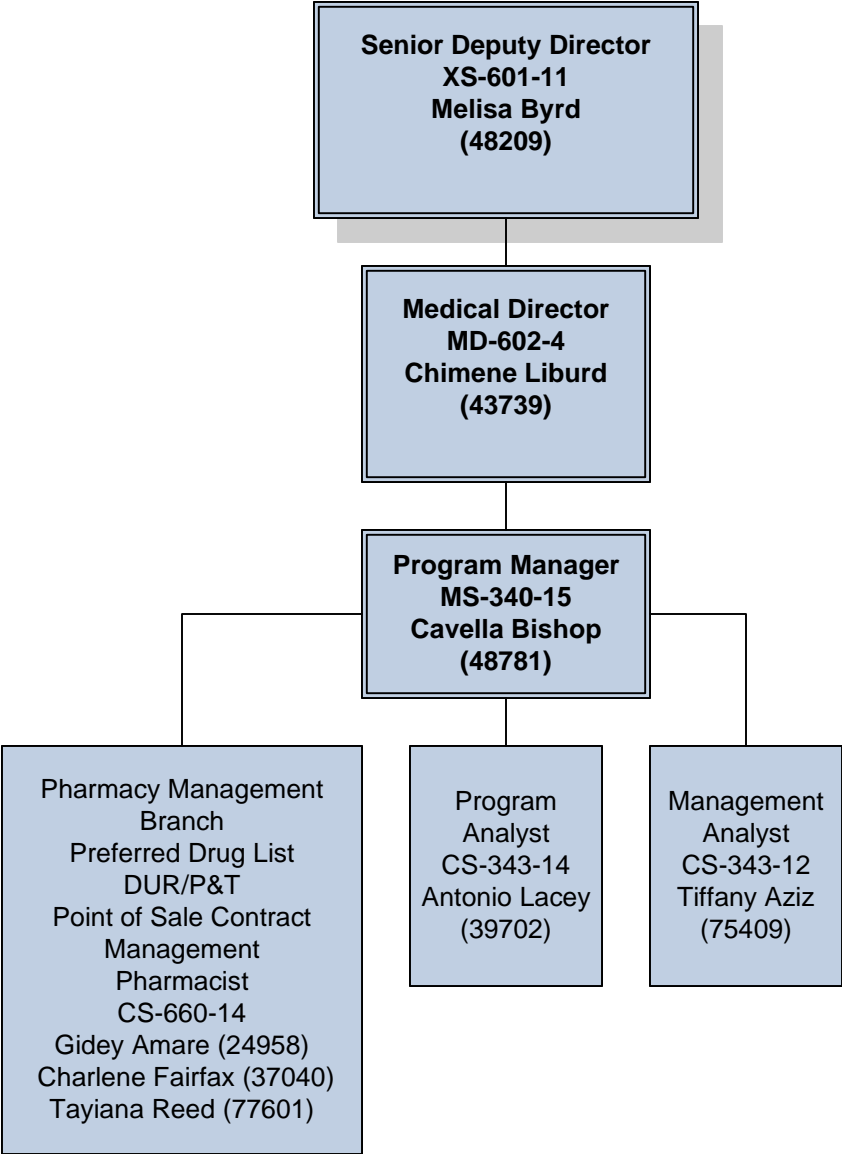 Senior Deputy Director
XS-601-11
Melisa Byrd
(48209)
Medical Director
MD-602-4
Chimene Liburd
(43739)
Program Manager
MS-340-15
Cavella Bishop
(48781)
Pharmacy Management
Branch
Preferred Drug List
DUR/P&T
Point of Sale Contract
Management
Pharmacist
CS-660-14
Gidey Amare (24958)
Charlene Fairfax (37040)
Tayiana Reed (77601)
Program
Analyst
CS-343-14
Antonio Lacey
(39702)
Management
Analyst
CS-343-12
Tiffany Aziz
(75409)